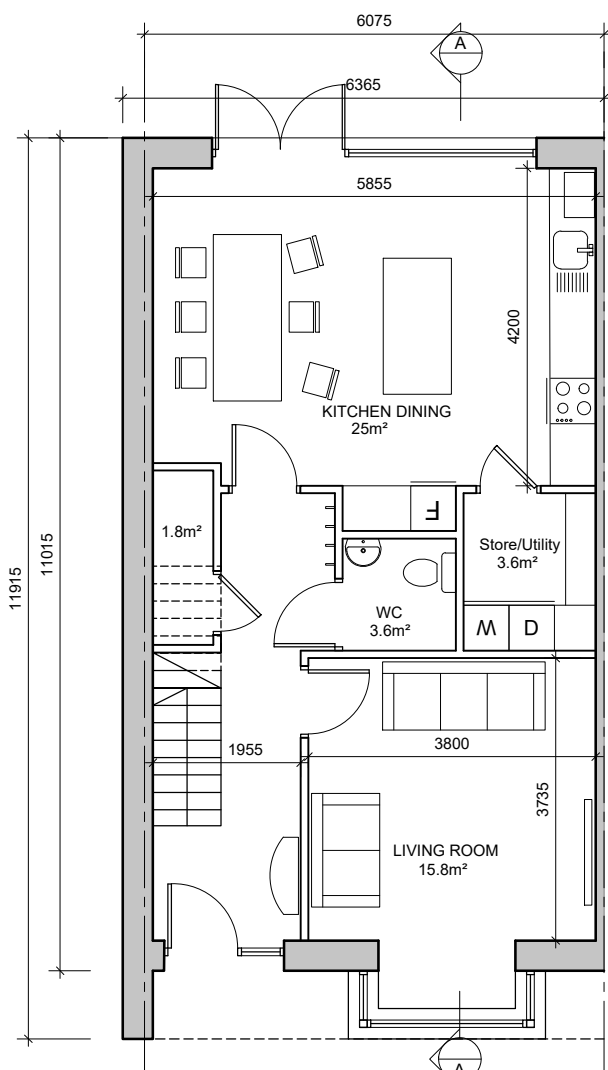 6075
A
6365
5855
4200
KITCHEN DINING
25m²
F
1.8m²
Store/Utility
3.6m²
WC
3.6m²
W
D
11915
11015
1955
3800
3735
LIVING ROOM
15.8m²
A